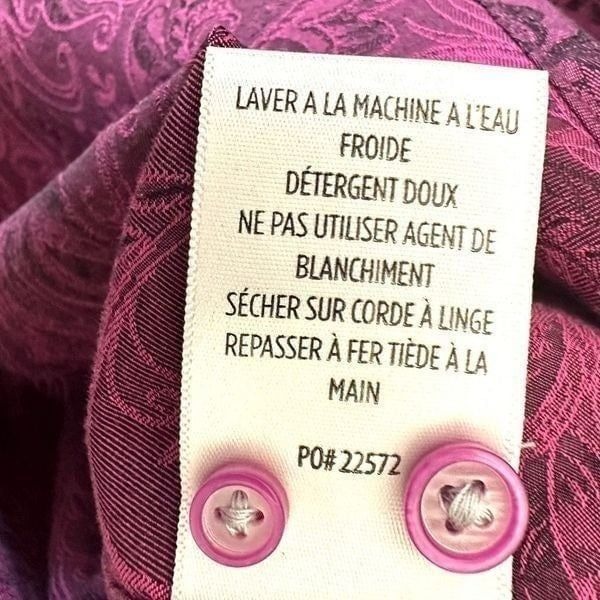 LAVER A LA MACHINE A L'EAU
FROIDE
DÉTERGENT DOUX
NE PAS UTILISER AGENT DE
BLANCHIMENT
SÉCHER SUR CORDE À LINGE
REPASSER À FER TIÈDE À LA
MAIN
PO# 22572